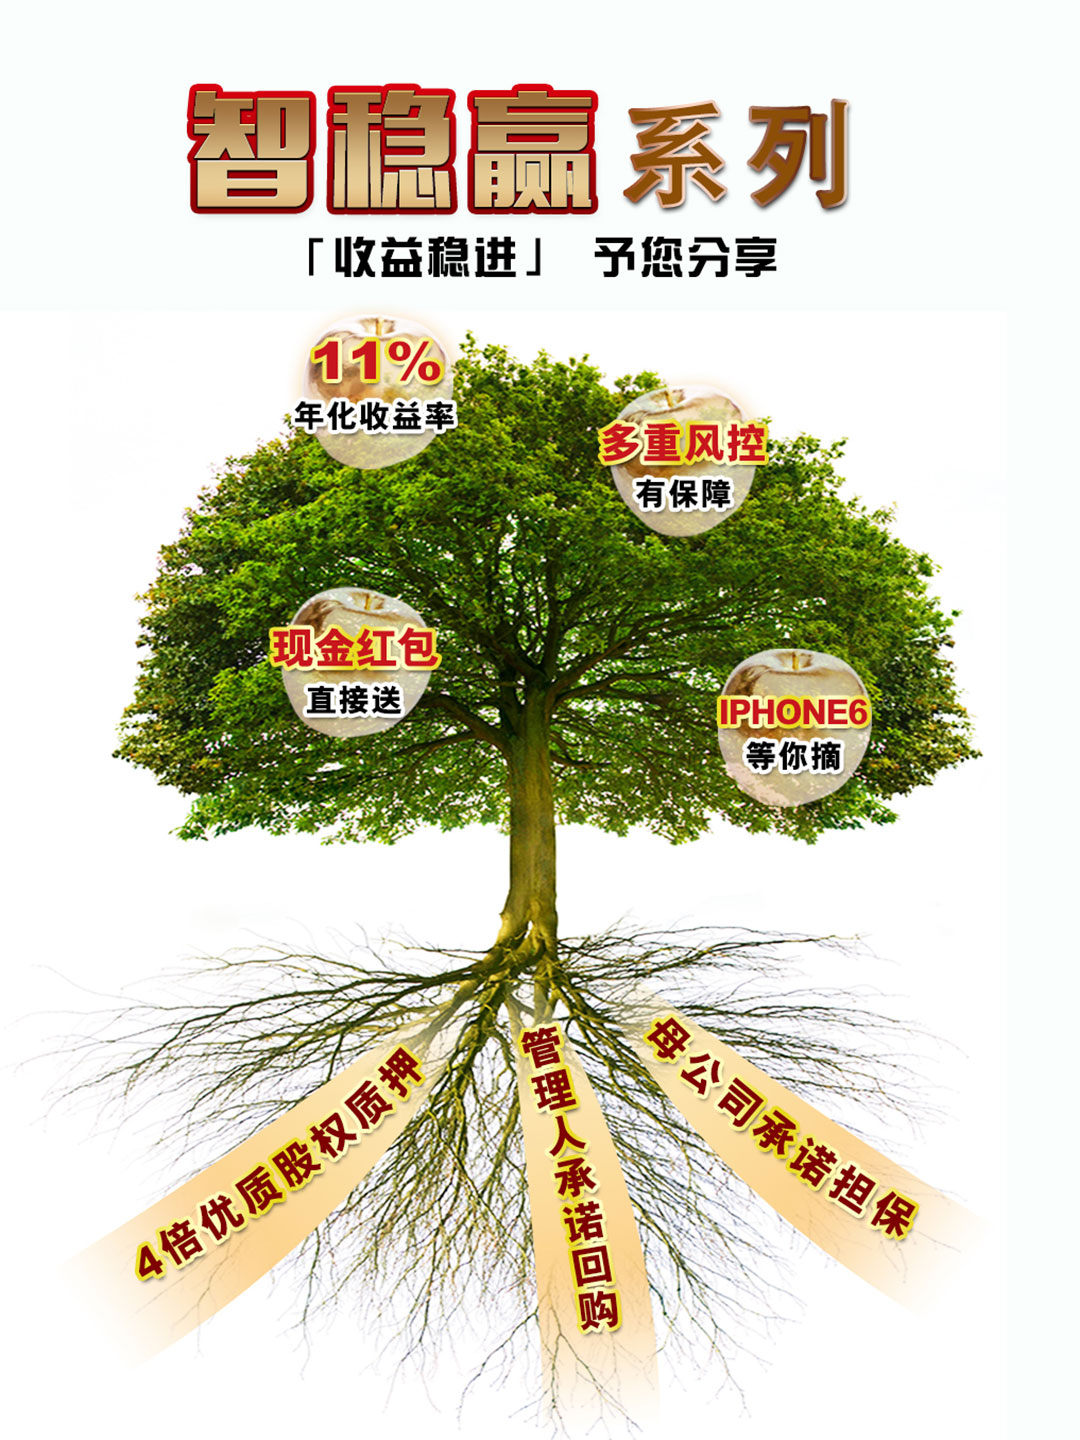 智稳赢系列
「收益稳进」 予您分享
11%
年化收益率
多重风控
有保障
现金红包
直接送
IPHONE6
等你摘
4倍优质股权质押
管理人承诺回购
母公司承诺担保